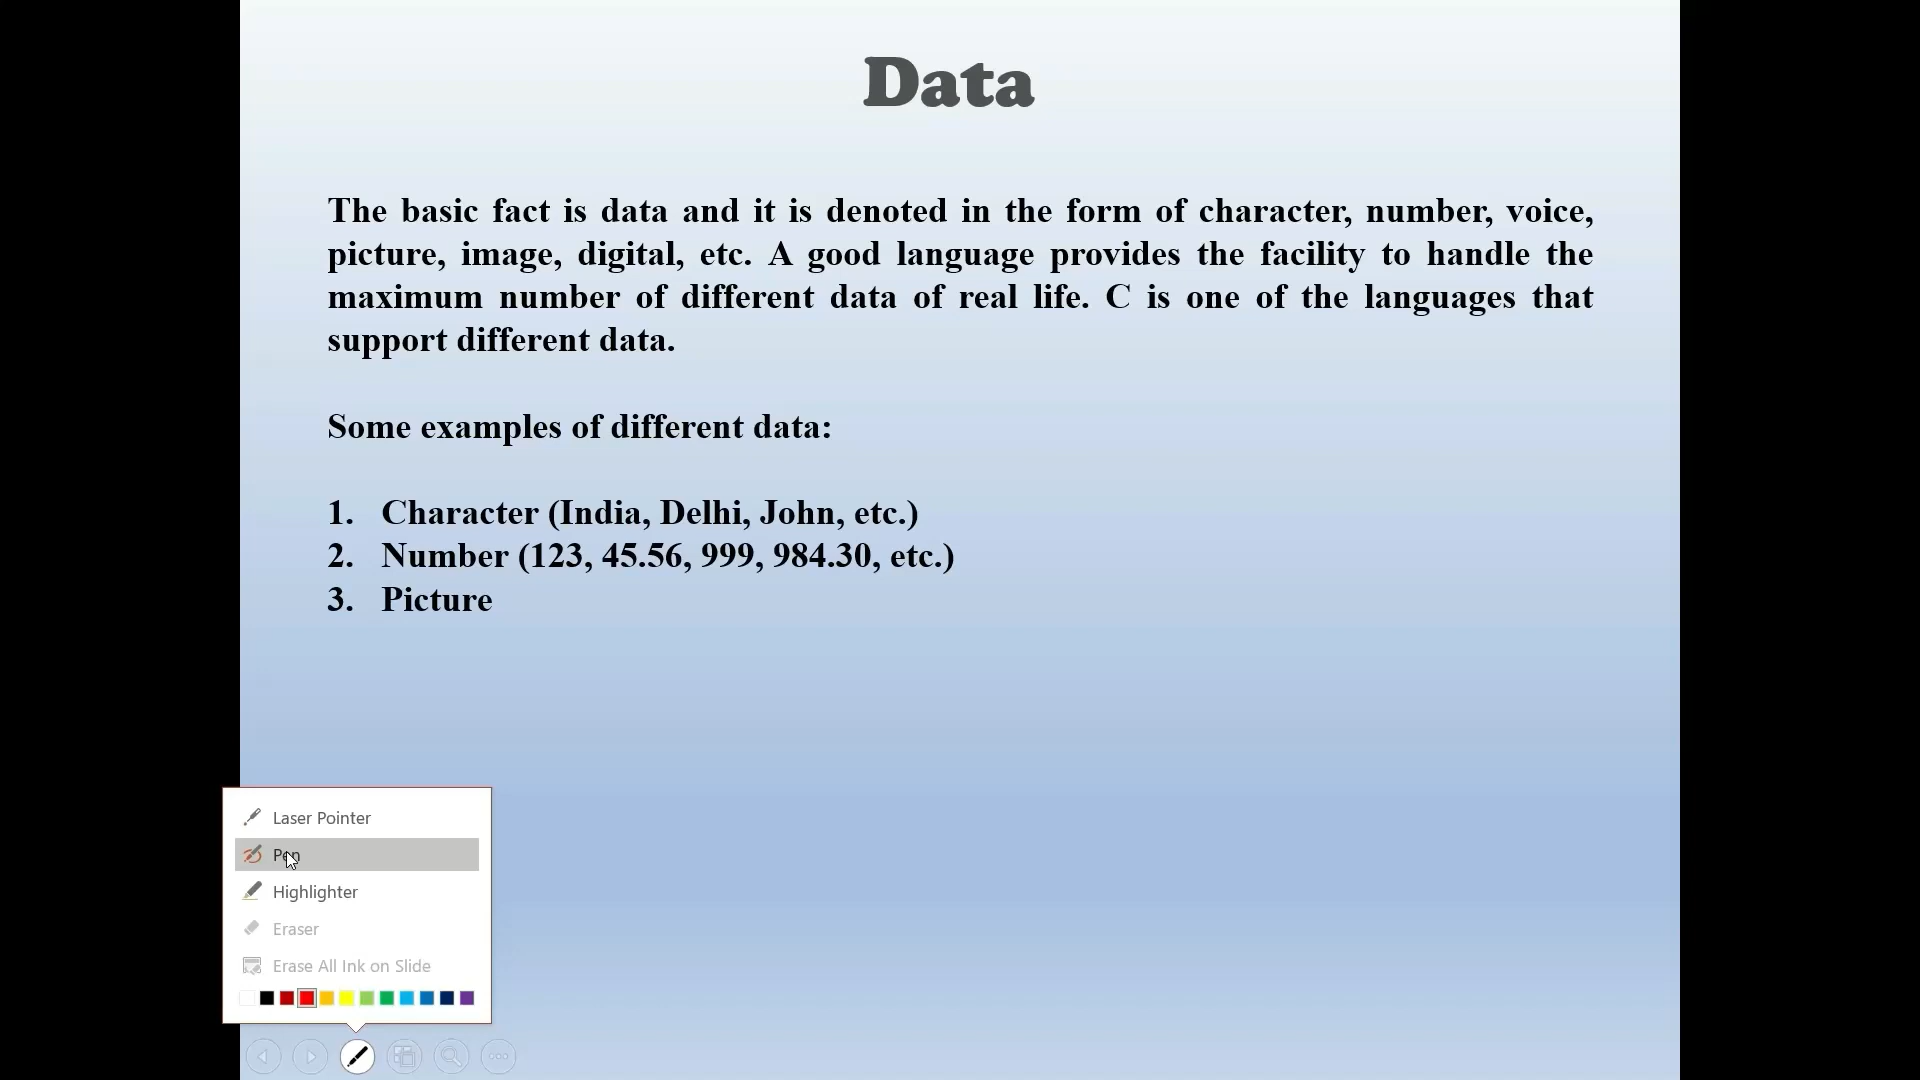 Data
The basic fact is data and it is denoted in the form of character, number, voice,
picture, image, digital, etc. A good language provides the facility to handle the
maximum number of different data of real life. C is one of the languages that
support different data.
Some examples of different data:
1. Character (India, Delhi, John, etc.)
2. Number (123, 45.56, 999, 984.30, etc.)
3. Picture
Laser Pointer
Pen
Highlighter
Eraser
Erase All Ink on Slide